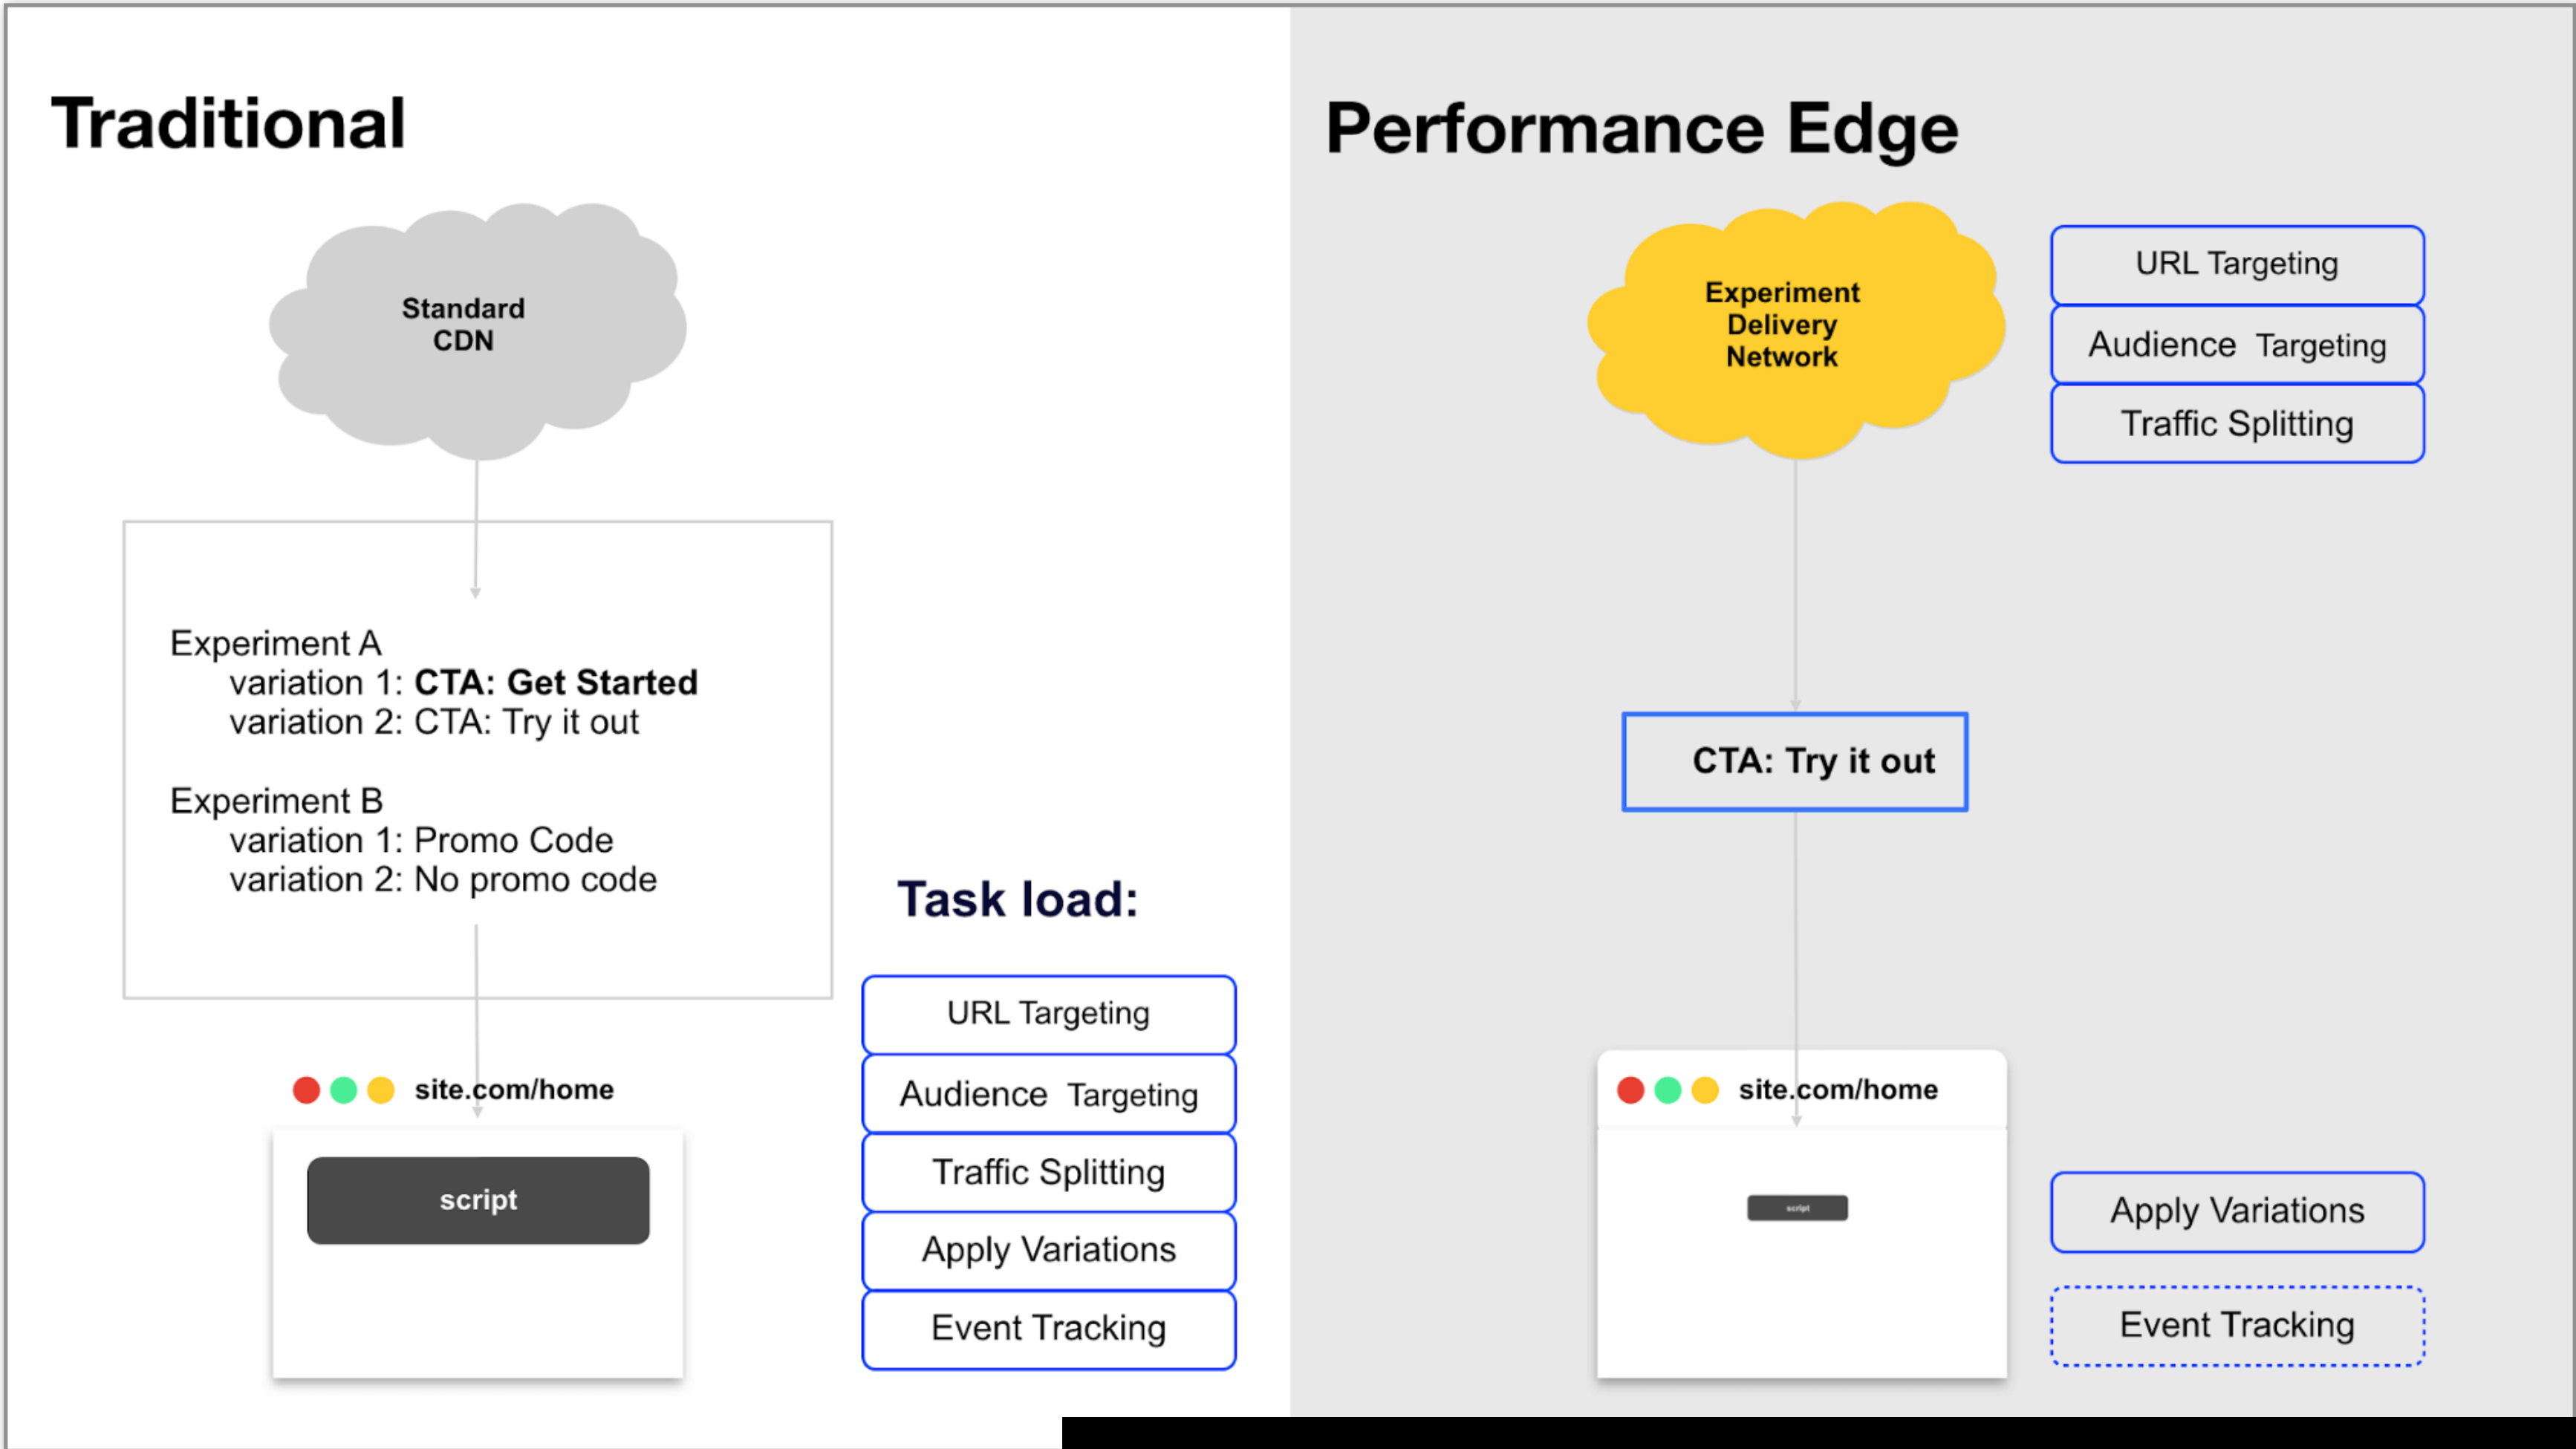 Traditional
Standard
CDN
Experiment A
variation 1: CTA: Get Started
variation 2: CTA: Try it out
Experiment B
variation 1: Promo Code
variation 2: No promo code
site.com/home
script
Task load:
URL Targeting
Audience Targeting
Traffic Splitting
Apply Variations
Event Tracking
Performance Edge
Experiment
Delivery
Network
URL Targeting
Audience Targeting
Traffic Splitting
CTA: Try it out
site.com/home
script
Apply Variations
Event Tracking